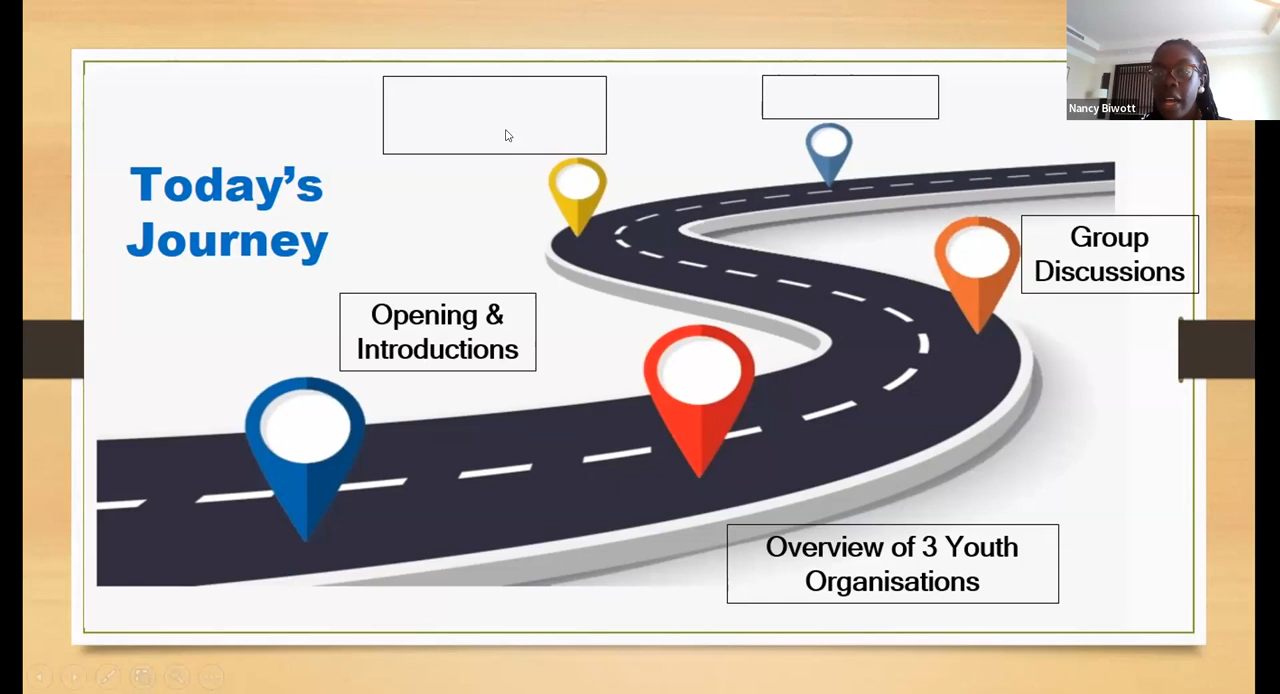 Today's
Journey
Opening &
Introductions
Overview of 3 Youth
Organisations
Group
Discussions
Nancy Biwott